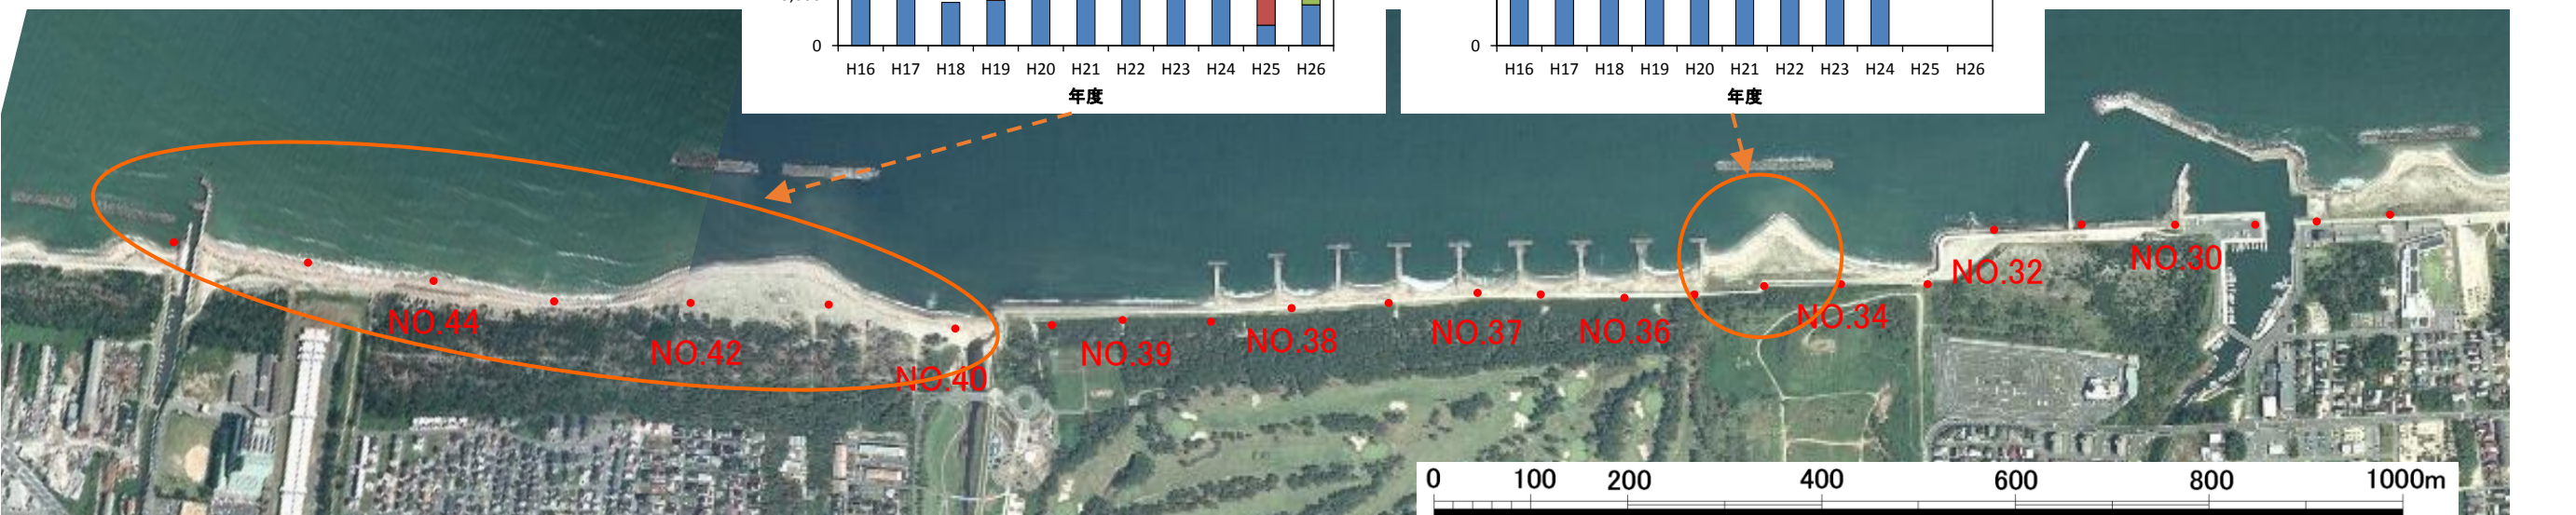 0
H16 H17 H18 H19 H20 H21 H22 H23 H24 H25 H26
年度
0
H16 H17 H18 H19 H20 H21 H22 H23 H24 H25 H26
年度
NO.44
NO.42
NO.40
NO.39
NO.38
NO.37
NO.36
NO.34
NO.32
NO.30
0 100 200 400 600 800 1000m